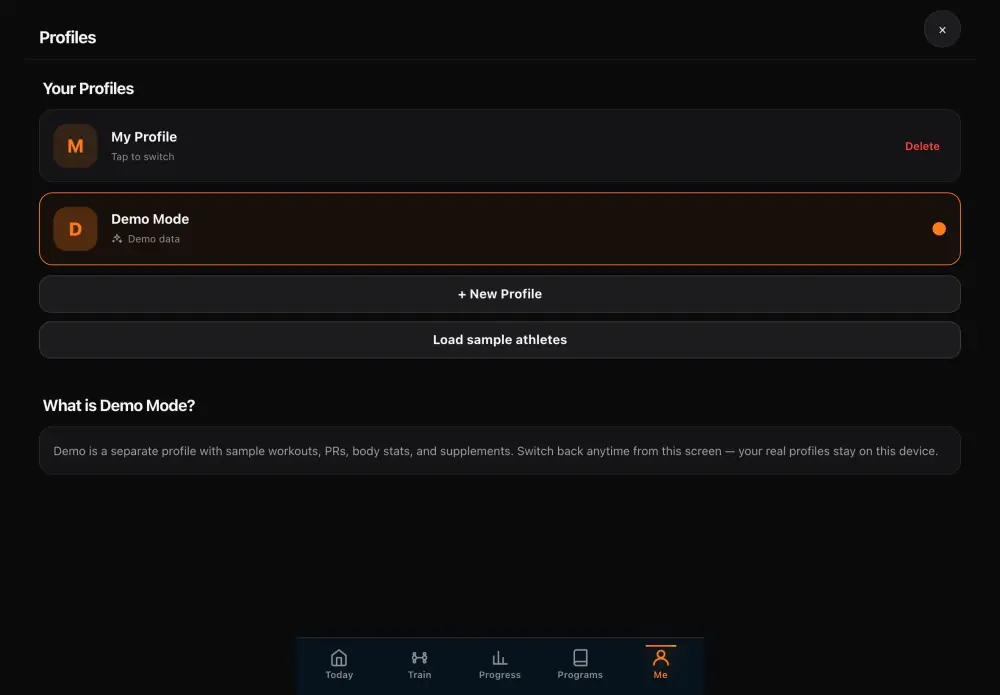 Profiles
×
Your Profiles
M
My Profile
Tap to switch
Delete
D
Demo Mode
Demo data
+ New Profile
Load sample athletes
What is Demo Mode?
Demo is a separate profile with sample workouts, PRs, body stats, and supplements. Switch back anytime from this screen — your real profiles stay on this device.
Today
Train
Progress
Programs
Me